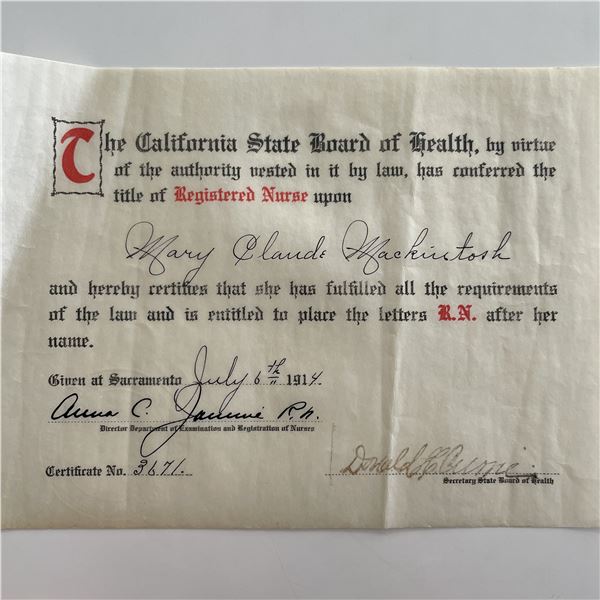 The California State Board of Health, by virtue
of the authority vested in it by law, has conferred the
title of Registered Nurse upon
Mary Claude Mackintosh
and hereby certifies that she has fulfilled all the requirements
of the law and is entitled to place the letters R.N. after her
name.
Given at Sacramento July 6th 1914.
Anna C. Jammé R.N.
Director Department of Examination and Registration of Nurses
Certificate No. 3671.
Donald
Secretary State Board of Health